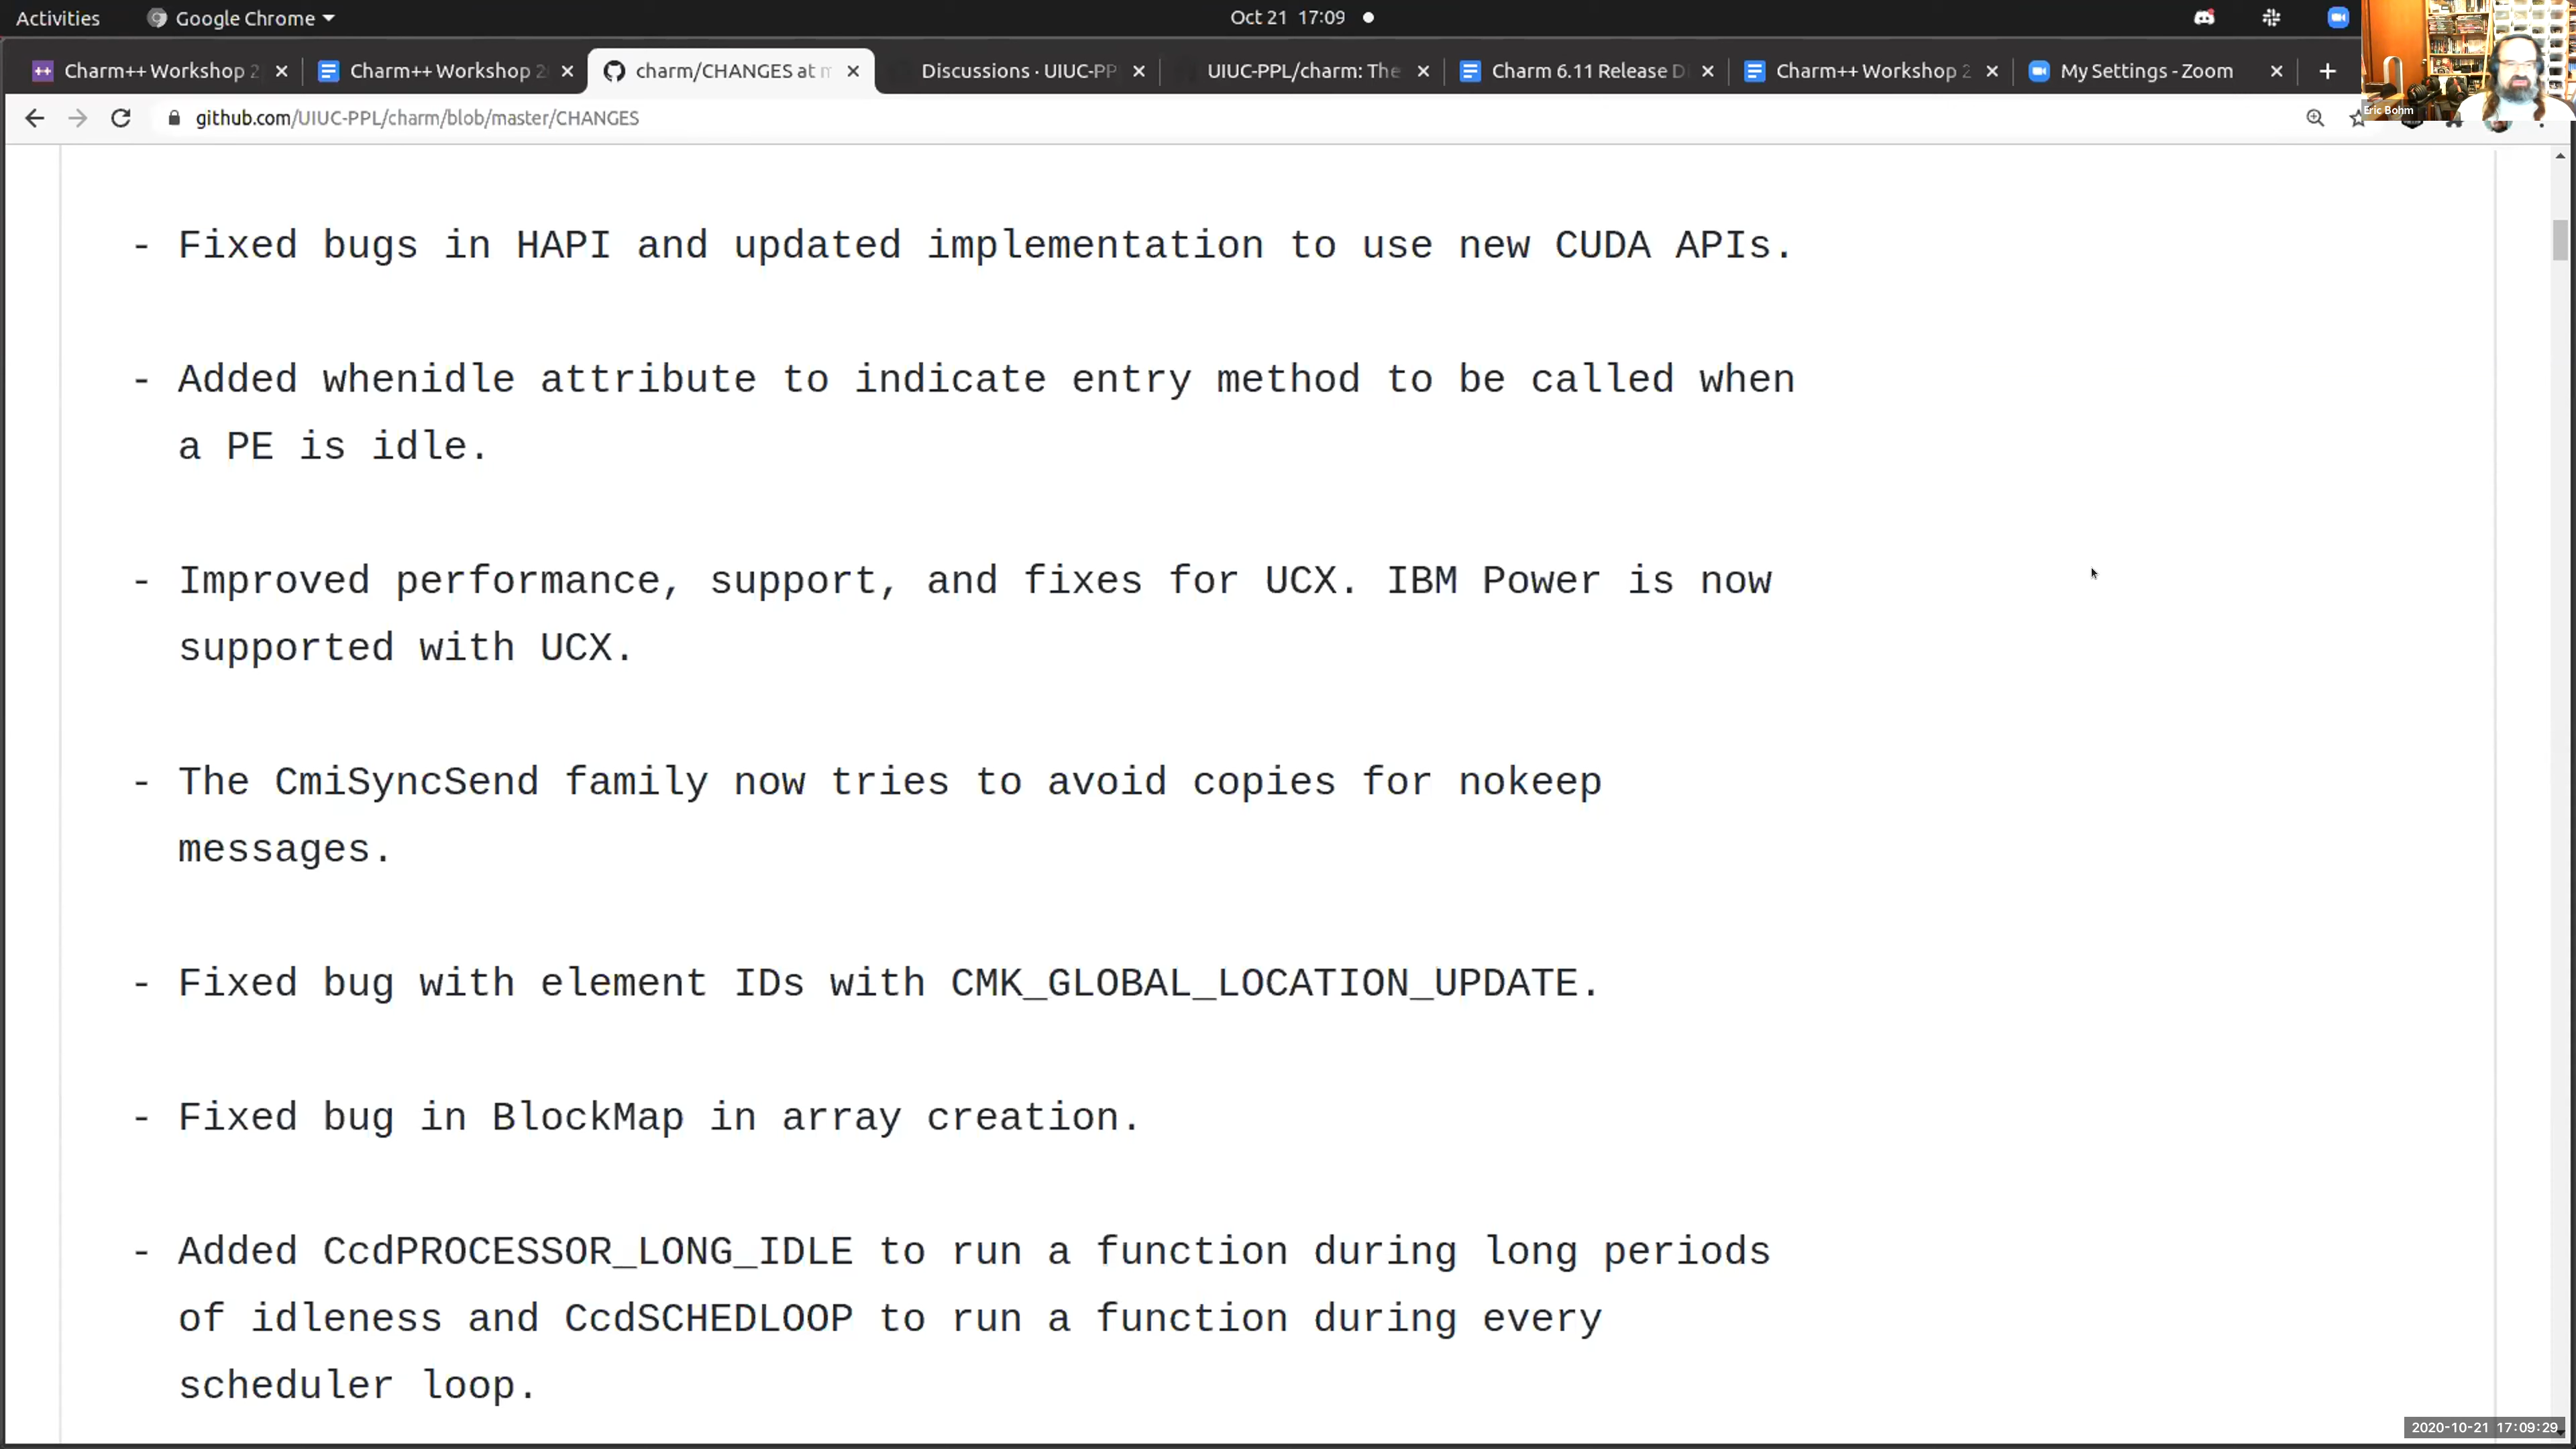 Activities Google Chrome Oct 21 17:09
Charm++ Workshop 2 Charm++ Workshop 2 charm/CHANGES at m Discussions · UIUC-PP UIUC-PPL/charm: The Charm 6.11 Release D Charm++ Workshop 2 My Settings - Zoom
github.com/UIUC-PPL/charm/blob/master/CHANGES
Eric Bohm
- Fixed bugs in HAPI and updated implementation to use new CUDA APIs.
- Added whenidle attribute to indicate entry method to be called when
a PE is idle.
- Improved performance, support, and fixes for UCX. IBM Power is now
supported with UCX.
- The CmiSyncSend family now tries to avoid copies for nokeep
messages.
- Fixed bug with element IDs with CMK_GLOBAL_LOCATION_UPDATE.
- Fixed bug in BlockMap in array creation.
- Added CcdPROCESSOR_LONG_IDLE to run a function during long periods
of idleness and CcdSCHEDLOOP to run a function during every
scheduler loop.
2020-10-21 17:09:29